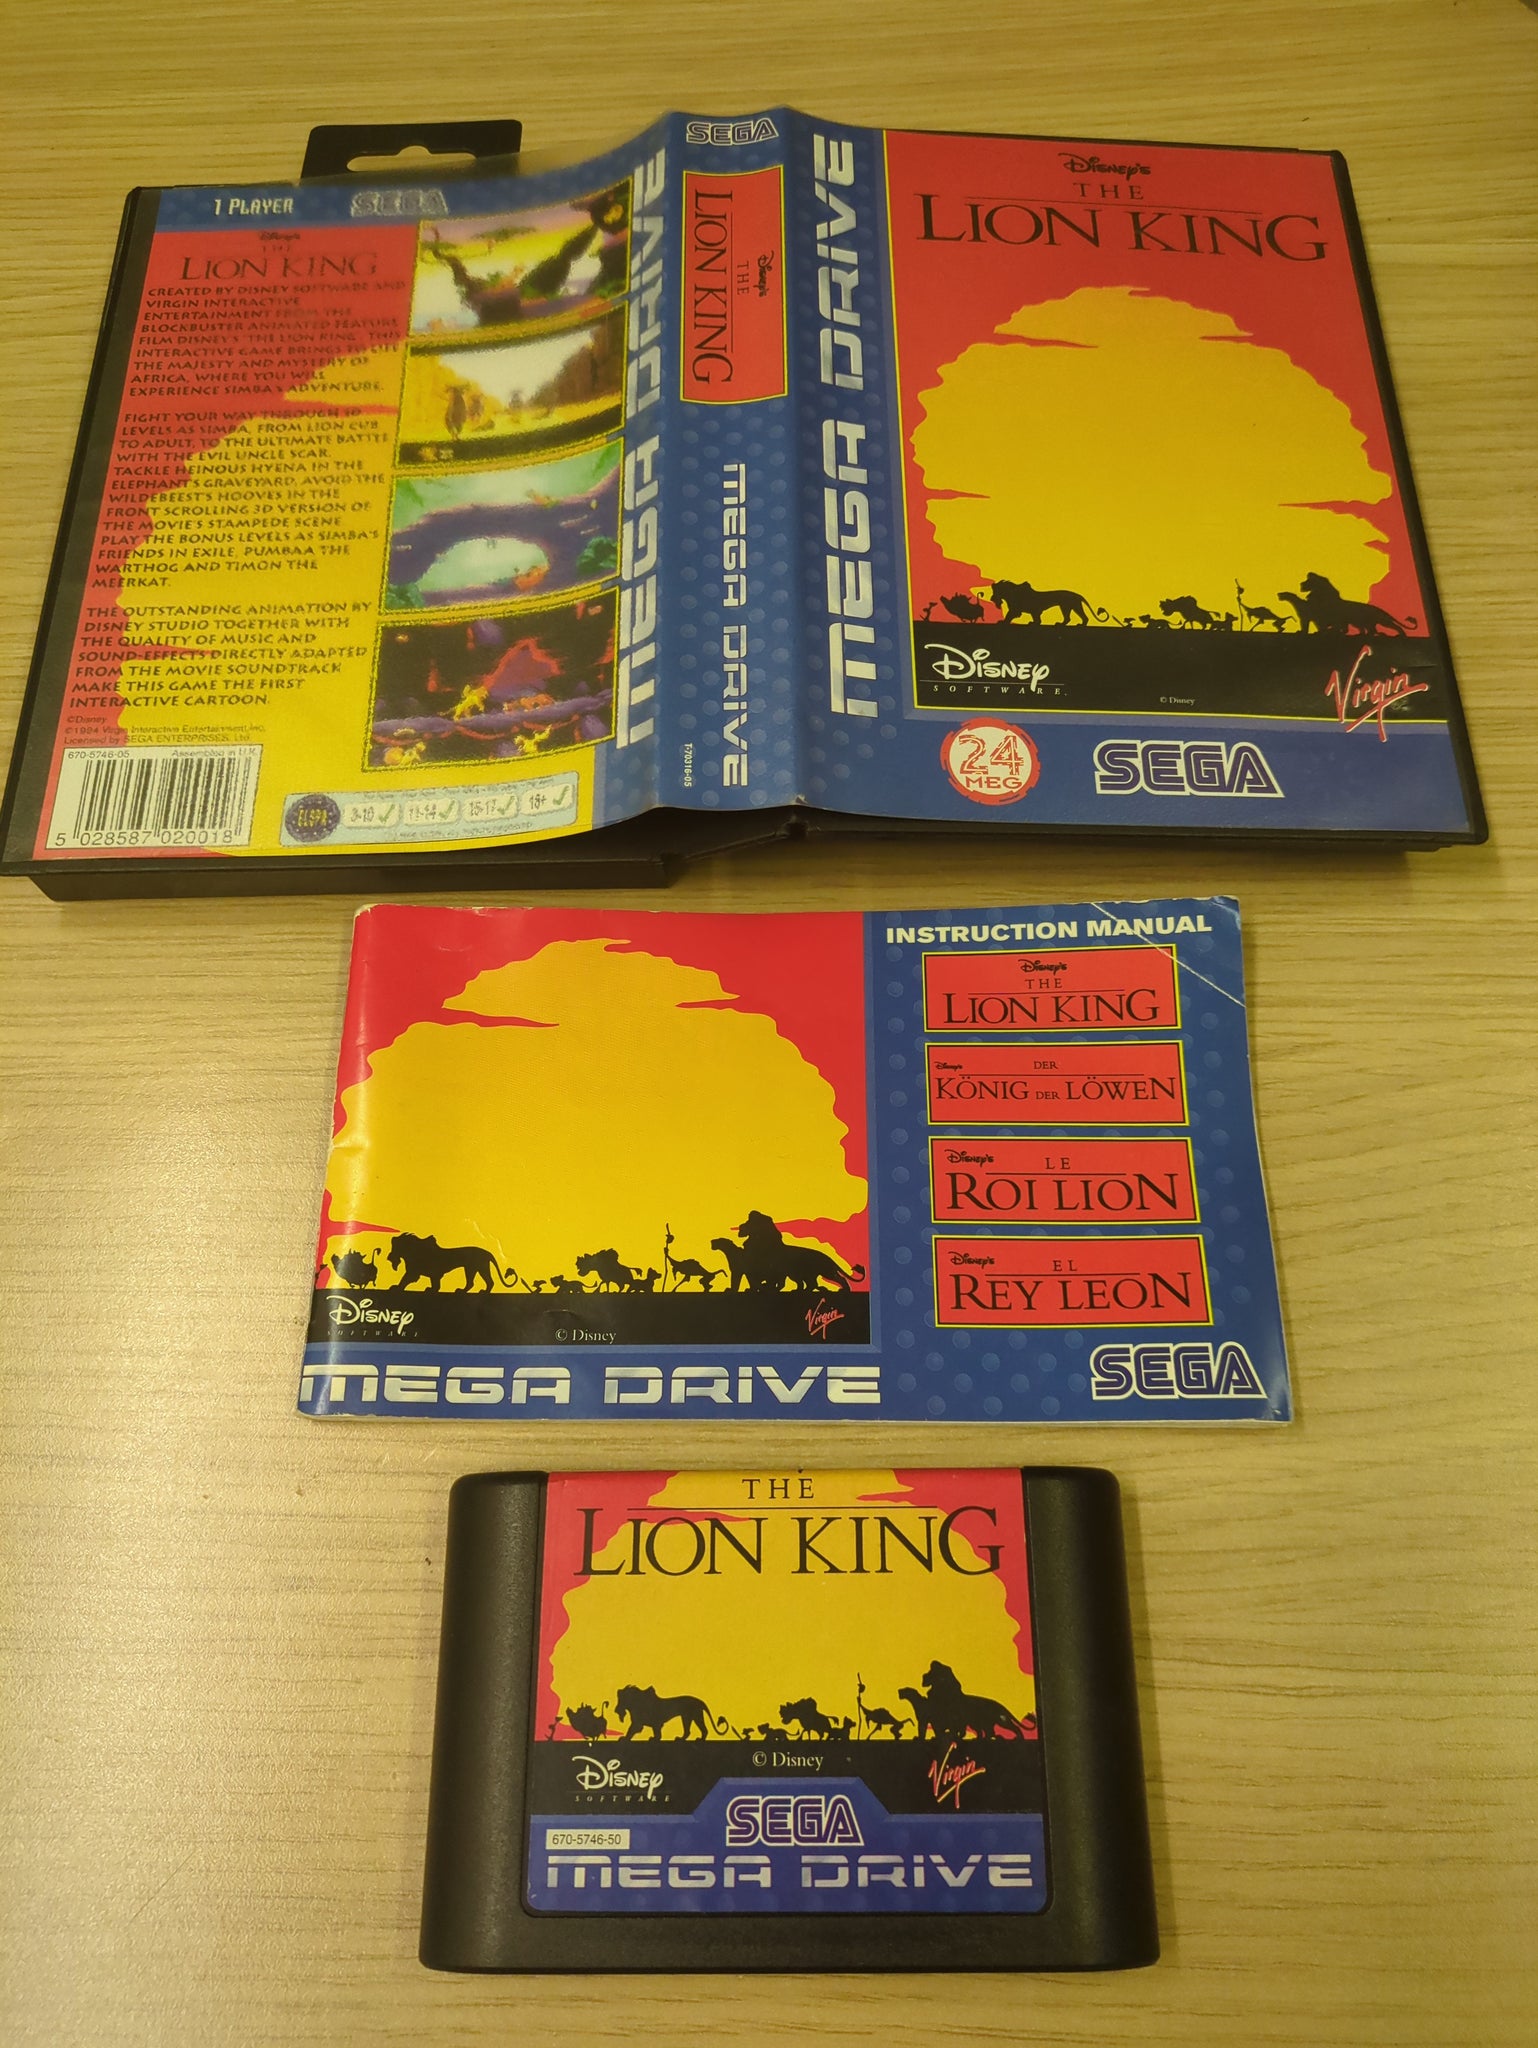 1 PLAYER
SEGA
Disney's
THE
LION KING
CREATED BY DISNEY SOFTWARE AND
VIRGIN INTERACTIVE
ENTERTAINMENT FROM THE
BLOCKBUSTER ANIMATED FEATURE
FILM DISNEY'S "THE LION KING" THIS
INTERACTIVE GAME BRINGS TO LIFE
THE MAJESTY AND MYSTERY OF
AFRICA, WHERE YOU WILL
EXPERIENCE SIMBA'S ADVENTURE.
FIGHT YOUR WAY THROUGH 10
LEVELS AS SIMBA, FROM LION CUB
TO ADULT, TO THE ULTIMATE BATTLE
WITH THE EVIL UNCLE SCAR.
TACKLE HEINOUS HYENA IN THE
ELEPHANT'S GRAVEYARD, AVOID THE
WILDEBEEST'S HOOVES IN THE
FRONT SCROLLING 3D VERSION OF
THE MOVIE'S STAMPEDE SCENE
PLAY THE BONUS LEVELS AS SIMBA'S
FRIENDS IN EXILE, PUMBAA THE
WARTHOG AND TIMON THE
MEERKAT.
THE OUTSTANDING ANIMATION BY
DISNEY STUDIO TOGETHER WITH
THE QUALITY OF MUSIC AND
SOUND-EFFECTS DIRECTLY ADAPTED
FROM THE MOVIE SOUNDTRACK
MAKE THIS GAME THE FIRST
INTERACTIVE CARTOON.
©Disney
©1994 Virgin Interactive Entertainment, Inc.
Licensed by SEGA ENTERPRISES, Ltd.
670-5746-05 Assembled in U.K.
5 028587 020018
ELSPA
3-10 11-14 15-17 18+
MEGA DRIVE
SEGA
Disney's
THE
LION KING
MEGA DRIVE
T-70316-05
MEGA DRIVE
Disney's
THE
LION KING
Disney
SOFTWARE.
© Disney
Virgin
24
MEG
SEGA
INSTRUCTION MANUAL
Disney's
THE
LION KING
Disney's
DER
KÖNIG DER LÖWEN
Disney's
LE
ROI LION
Disney's
EL
REY LEON
Disney
SOFTWARE
© Disney
Virgin
MEGA DRIVE
SEGA
THE
LION KING
Disney
SOFTWARE
© Disney
Virgin
SEGA
670-5746-50
MEGA DRIVE